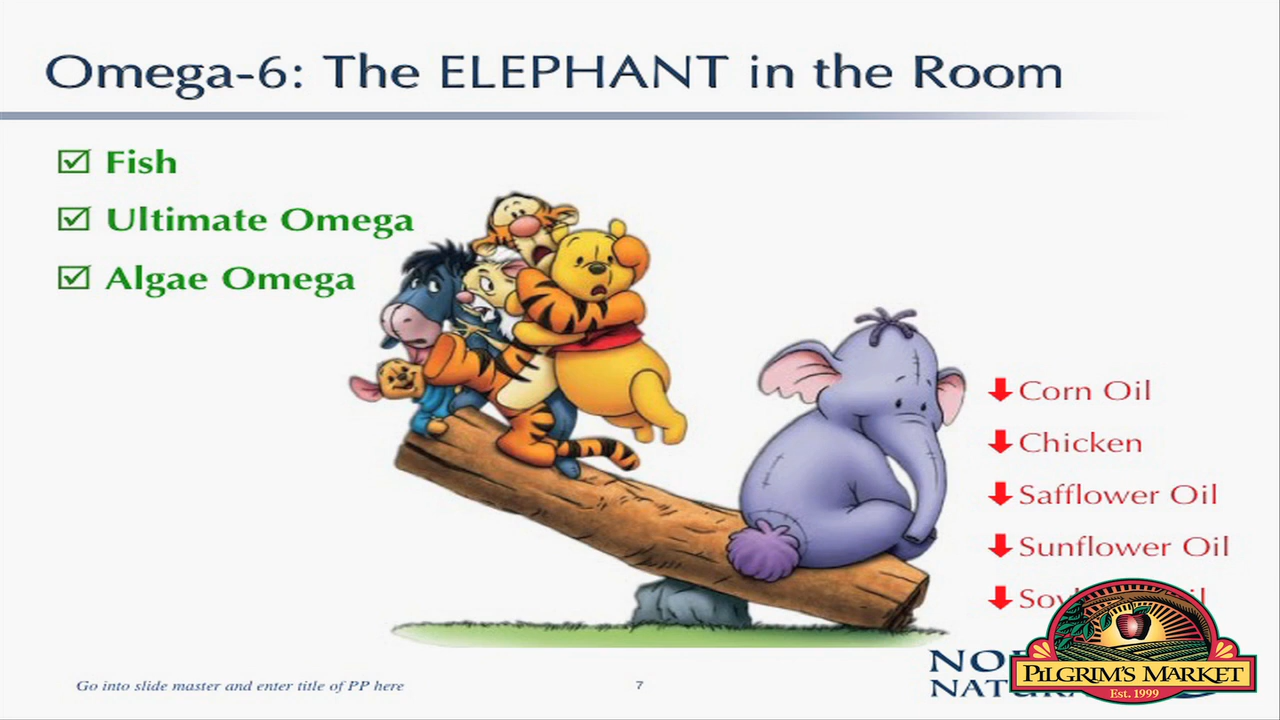 Omega-6: The ELEPHANT in the Room
Fish
Ultimate Omega
Algae Omega
Corn Oil
Chicken
Safflower Oil
Sunflower Oil
Go into slide master and enter title of PP here
7
PILGRIM'S MARKET
Est. 1999